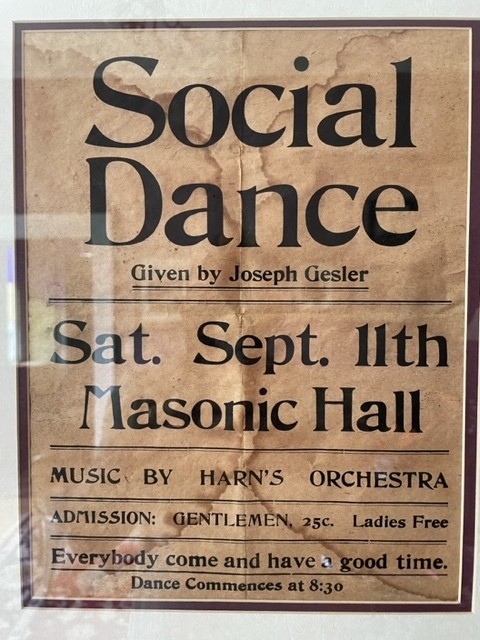 Social
Dance
Given by Joseph Gesler
Sat. Sept. 11th
Masonic Hall
MUSIC BY HARN'S ORCHESTRA
ADMISSION: GENTLEMEN, 25c. Ladies Free
Everybody come and have a good time.
Dance Commences at 8:30